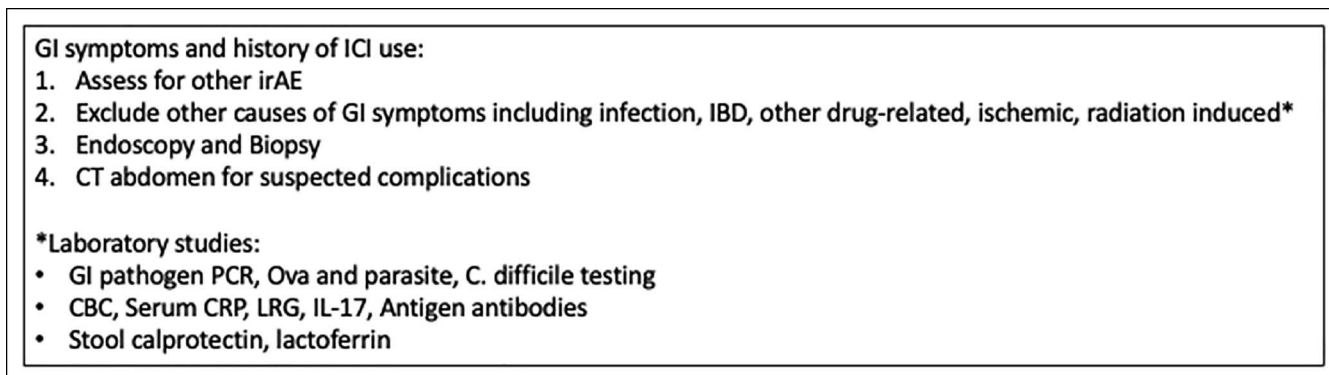 GI symptoms and history of ICI use:
1. Assess for other irAE
2. Exclude other causes of GI symptoms including infection, IBD, other drug-related, ischemic, radiation induced*
3. Endoscopy and Biopsy
4. CT abdomen for suspected complications
*Laboratory studies:
• GI pathogen PCR, Ova and parasite, C. difficile testing
• CBC, Serum CRP, LRG, IL-17, Antigen antibodies
• Stool calprotectin, lactoferrin